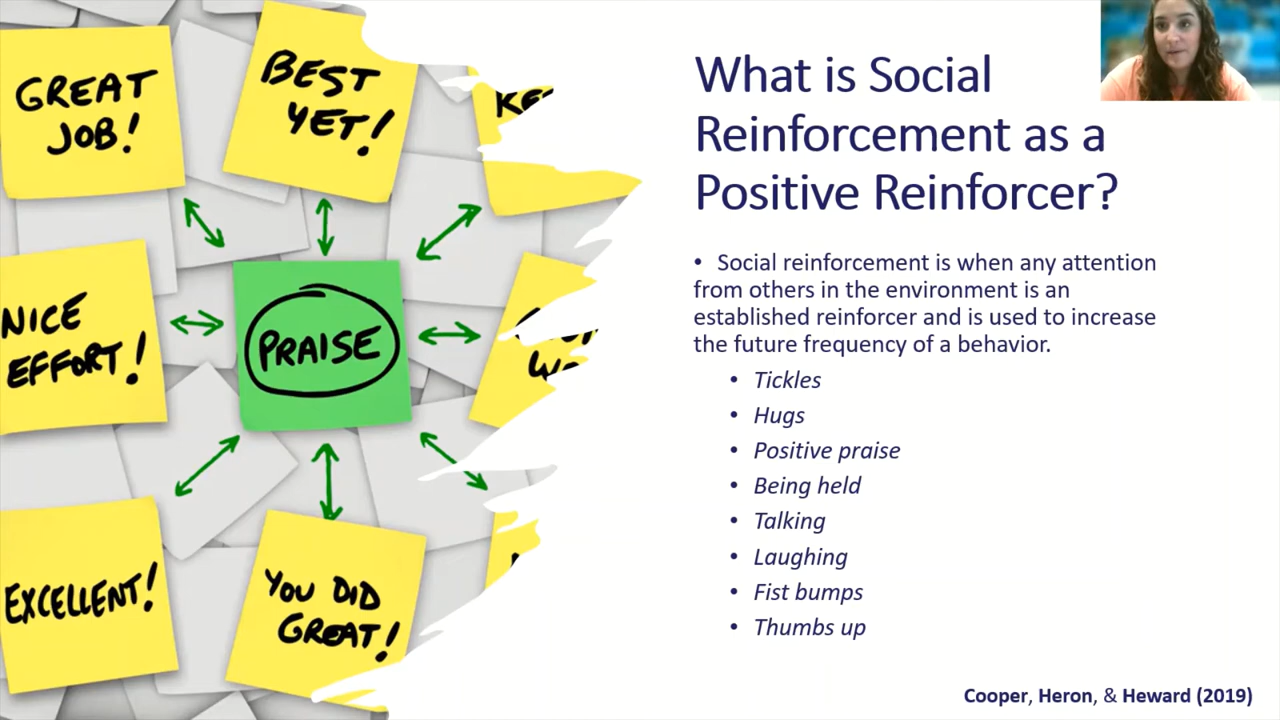 GREAT
JOB!
BEST
YET!
NICE
EFFORT!
PRAISE
EXCELLENT!
YOU DID
GREAT!
What is Social
Reinforcement as a
Positive Reinforcer?
• Social reinforcement is when any attention
from others in the environment is an
established reinforcer and is used to increase
the future frequency of a behavior.
• Tickles
• Hugs
• Positive praise
• Being held
• Talking
• Laughing
• Fist bumps
• Thumbs up
Cooper, Heron, & Heward (2019)